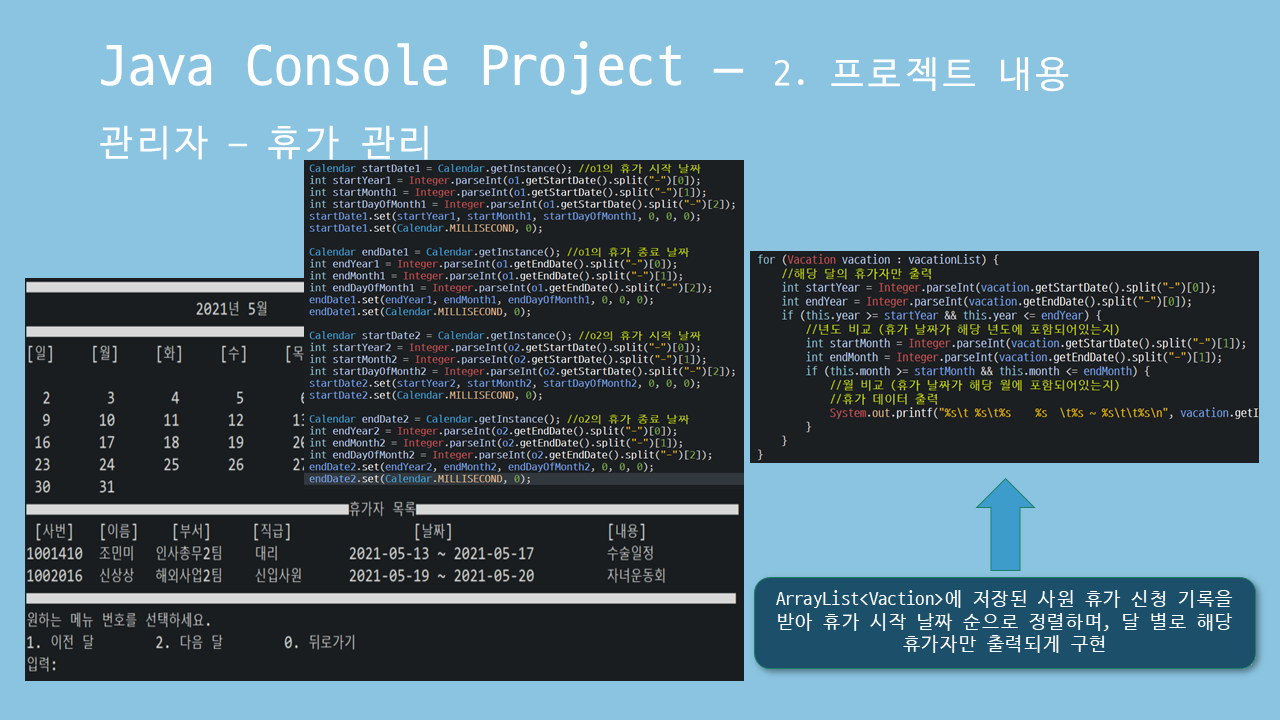 Java Console Project – 2. 프로젝트 내용
관리자 – 휴가 관리
Calendar startDate1 = Calendar.getInstance(); //o1의 휴가 시작 날짜
int startYear1 = Integer.parseInt(o1.getStartDate().split("-")[0]);
int startMonth1 = Integer.parseInt(o1.getStartDate().split("-")[1]);
int startDayOfMonth1 = Integer.parseInt(o1.getStartDate().split("-")[2]);
startDate1.set(startYear1, startMonth1, startDayOfMonth1, 0, 0, 0);
startDate1.set(Calendar.MILLISECOND, 0);
Calendar endDate1 = Calendar.getInstance(); //o1의 휴가 종료 날짜
int endYear1 = Integer.parseInt(o1.getEndDate().split("-")[0]);
int endMonth1 = Integer.parseInt(o1.getEndDate().split("-")[1]);
int endDayOfMonth1 = Integer.parseInt(o1.getEndDate().split("-")[2]);
endDate1.set(endYear1, endMonth1, endDayOfMonth1, 0, 0, 0);
endDate1.set(Calendar.MILLISECOND, 0);
Calendar startDate2 = Calendar.getInstance(); //o2의 휴가 시작 날짜
int startYear2 = Integer.parseInt(o2.getStartDate().split("-")[0]);
int startMonth2 = Integer.parseInt(o2.getStartDate().split("-")[1]);
int startDayOfMonth2 = Integer.parseInt(o2.getStartDate().split("-")[2]);
startDate2.set(startYear2, startMonth2, startDayOfMonth2, 0, 0, 0);
startDate2.set(Calendar.MILLISECOND, 0);
Calendar endDate2 = Calendar.getInstance(); //o2의 휴가 종료 날짜
int endYear2 = Integer.parseInt(o2.getEndDate().split("-")[0]);
int endMonth2 = Integer.parseInt(o2.getEndDate().split("-")[1]);
int endDayOfMonth2 = Integer.parseInt(o2.getEndDate().split("-")[2]);
endDate2.set(endYear2, endMonth2, endDayOfMonth2, 0, 0, 0);
endDate2.set(Calendar.MILLISECOND, 0);
2021년 5월
[일] [월] [화] [수] [목
2 3 4 5
9 10 11 12 13
16 17 18 19 20
23 24 25 26 27
30 31
휴가자 목록
[사번] [이름] [부서] [직급] [날짜] [내용]
1001410 조민미 인사총무2팀 대리 2021-05-13 ~ 2021-05-17 수술일정
1002016 신상상 해외사업2팀 신입사원 2021-05-19 ~ 2021-05-20 자녀운동회
원하는 메뉴 번호를 선택하세요.
1. 이전 달 2. 다음 달 0. 뒤로가기
입력:
for (Vacation vacation : vacationList) {
//해당 달의 휴가자만 출력
int startYear = Integer.parseInt(vacation.getStartDate().split("-")[0]);
int endYear = Integer.parseInt(vacation.getEndDate().split("-")[0]);
if (this.year >= startYear && this.year <= endYear) {
//년도 비교 (휴가 날짜가 해당 년도에 포함되어있는지)
int startMonth = Integer.parseInt(vacation.getStartDate().split("-")[1]);
int endMonth = Integer.parseInt(vacation.getEndDate().split("-")[1]);
if (this.month >= startMonth && this.month <= endMonth) {
//월 비교 (휴가 날짜가 해당 월에 포함되어있는지)
//휴가 데이터 출력
System.out.printf("%s\t %s\t%s %s \t%s ~ %s\t\t%s\n", vacation.getI
}
}
}
ArrayList<Vaction>에 저장된 사원 휴가 신청 기록을
받아 휴가 시작 날짜 순으로 정렬하며, 달 별로 해당
휴가자만 출력되게 구현